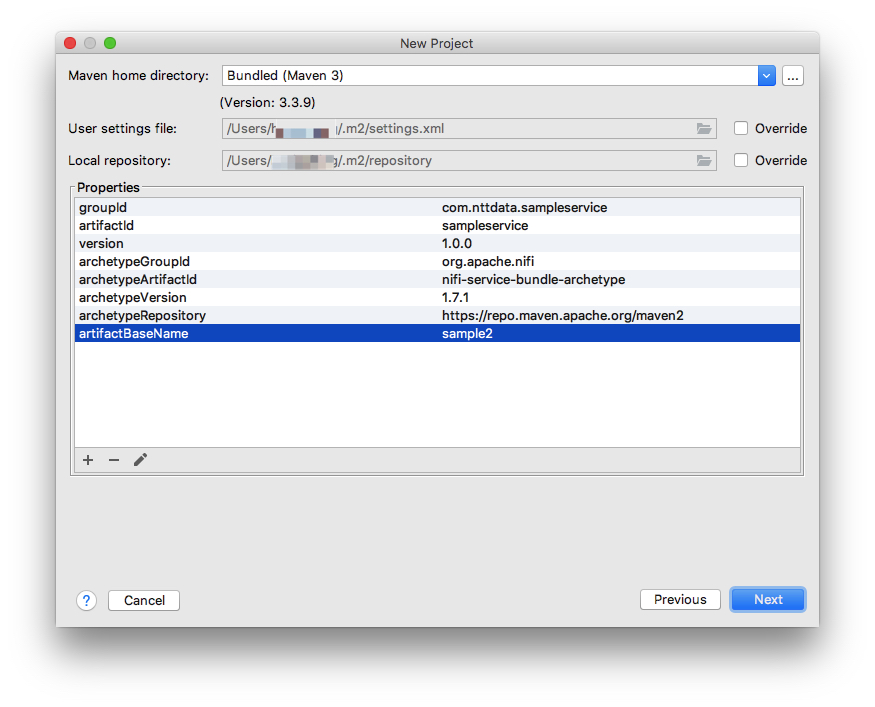 New Project
Maven home directory: Bundled (Maven 3) ...
(Version: 3.3.9)
User settings file: /Users/ /.m2/settings.xml Override
Local repository: /Users/ /.m2/repository Override
Properties
groupId com.nttdata.sampleservice
artifactId sampleservice
version 1.0.0
archetypeGroupId org.apache.nifi
archetypeArtifactId nifi-service-bundle-archetype
archetypeVersion 1.7.1
archetypeRepository https://repo.maven.apache.org/maven2
artifactBaseName sample2
? Cancel Previous Next